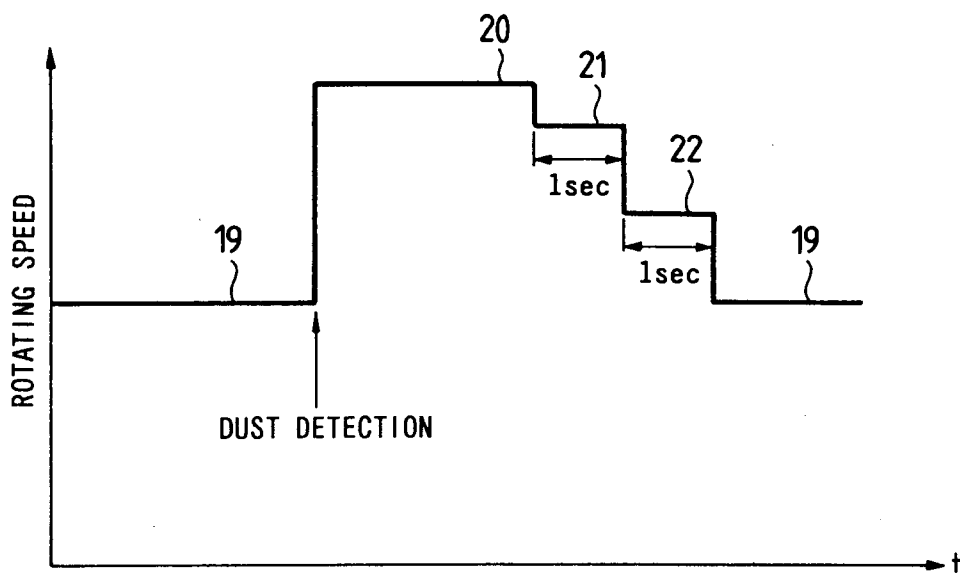 20
21
22
1sec
19
1sec
19
ROTATING SPEED
DUST DETECTION
t